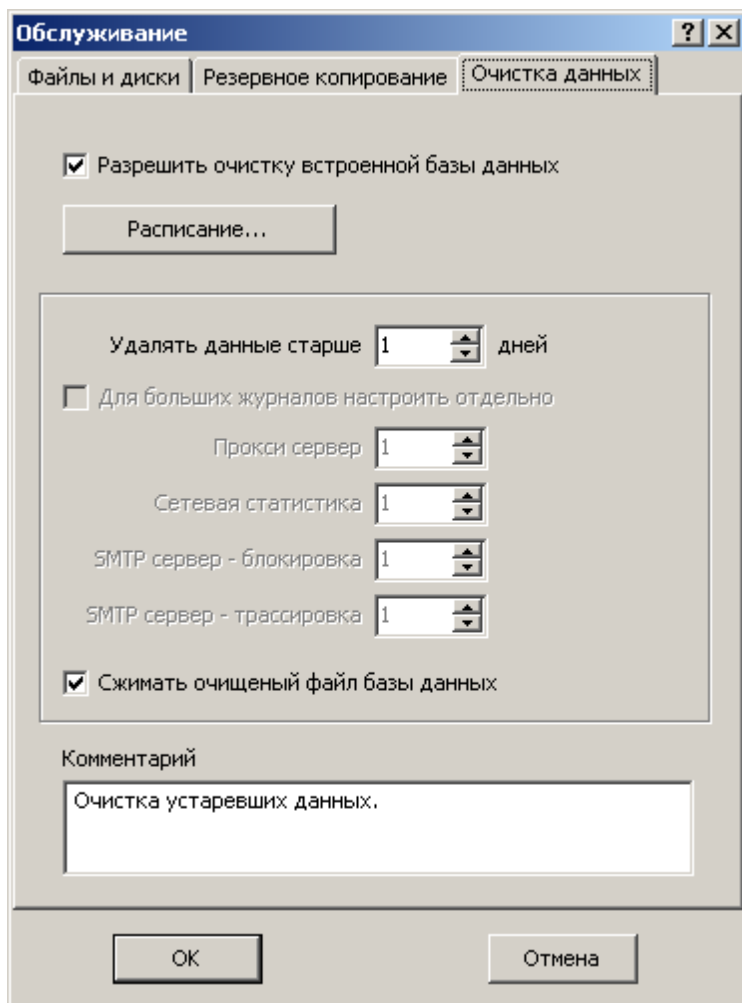 Обслуживание
Файлы и диски Резервное копирование Очистка данных
Разрешить очистку встроенной базы данных
Расписание...
Удалять данные старше 1 дней
Для больших журналов настроить отдельно
Прокси сервер 1
Сетевая статистика 1
SMTP сервер - блокировка 1
SMTP сервер - трассировка 1
Сжимать очищеный файл базы данных
Комментарий
Очистка устаревших данных.
OK Отмена